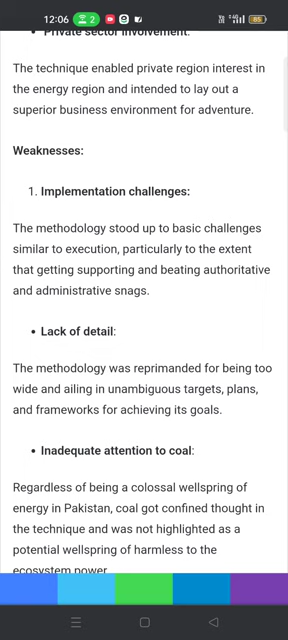 12:06 2 85
• Private sector involvement:
The technique enabled private region interest in
the energy region and intended to lay out a
superior business environment for adventure.
Weaknesses:
1. Implementation challenges:
The methodology stood up to basic challenges
similar to execution, particularly to the extent
that getting supporting and beating authoritative
and administrative snags.
• Lack of detail:
The methodology was reprimanded for being too
wide and ailing in unambiguous targets, plans,
and frameworks for achieving its goals.
• Inadequate attention to coal:
Regardless of being a colossal wellspring of
energy in Pakistan, coal got confined thought in
the technique and was not highlighted as a
potential wellspring of harmless to the
ecosystem power